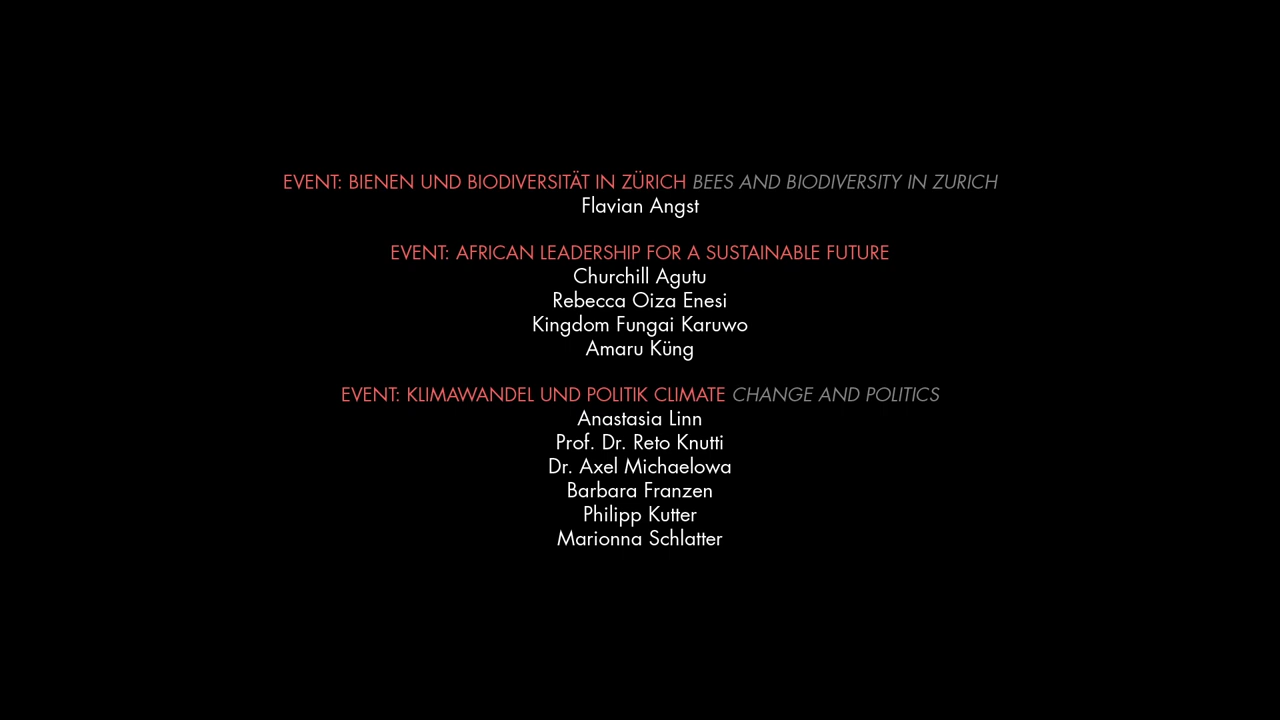 EVENT: BIENEN UND BIODIVERSITÄT IN ZÜRICH BEES AND BIODIVERSITY IN ZURICH
Flavian Angst
EVENT: AFRICAN LEADERSHIP FOR A SUSTAINABLE FUTURE
Churchill Agutu
Rebecca Oiza Enesi
Kingdom Fungai Karuwo
Amaru Küng
EVENT: KLIMAWANDEL UND POLITIK CLIMATE CHANGE AND POLITICS
Anastasia Linn
Prof. Dr. Reto Knutti
Dr. Axel Michaelowa
Barbara Franzen
Philipp Kutter
Marionna Schlatter